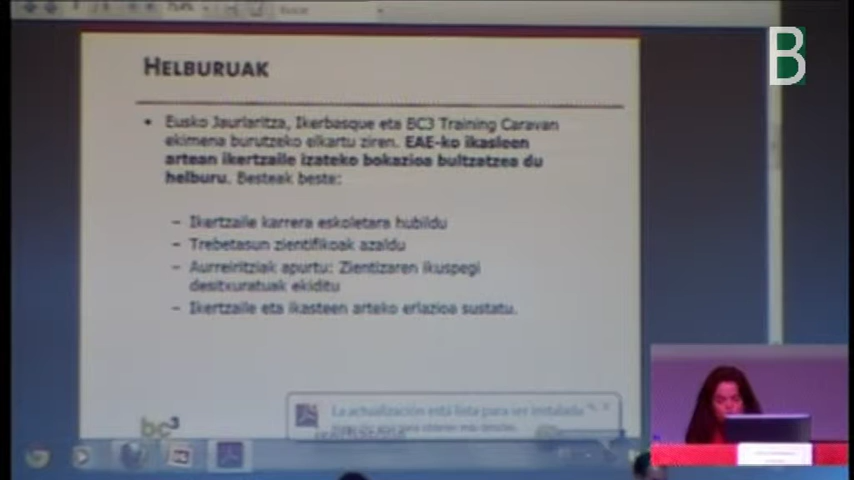 B
HELBURUAK
• Eusko Jaurlaritza, Ikerbasque eta BC3 Training Caravan
ekimena burutzeko elkartu ziren. EAE-ko ikasleen
artean ikertzaile izateko bokazioa bultzatzea du
helburu. Besteak beste:
– Ikertzaile karrera eskoletara hubildu
– Trebetasun zientifikoak azaldu
– Aurreiritziak apurtu: Zientizaren ikuspegi
desitxuratuak ekiditu
– Ikertzaile eta ikasteen arteko erlazioa sustatu.
La actualización está lista para ser instalada
bc3